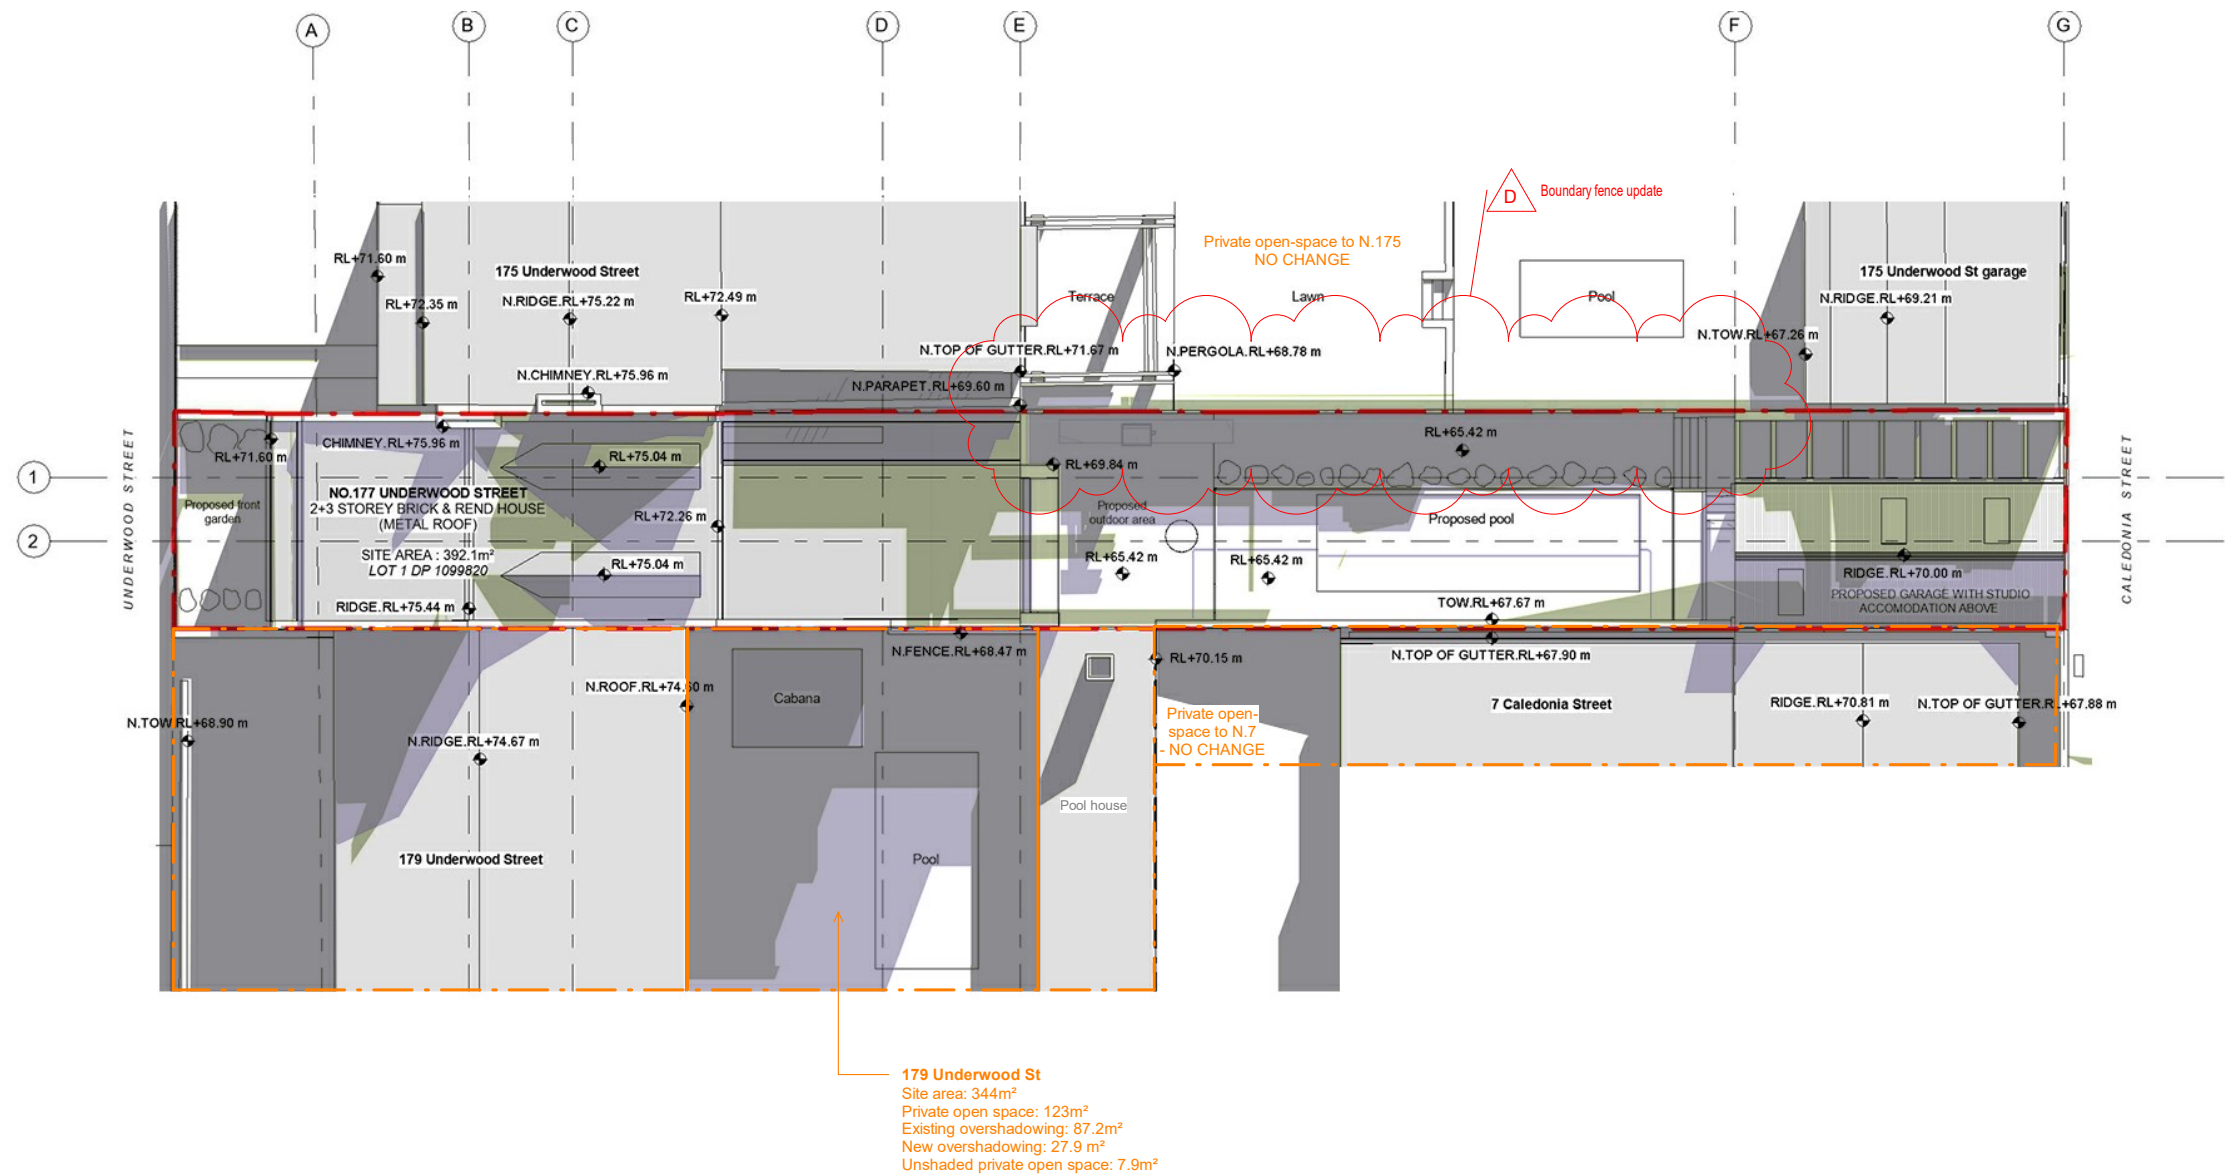 A
B
C
D
E
F
G
D
Boundary fence update
Private open-space to N.175
NO CHANGE
RL+71.60 m
175 Underwood Street
175 Underwood St garage
RL+72.35 m
N.RIDGE.RL+75.22 m
RL+72.49 m
Terrace
Lawn
Pool
N.RIDGE.RL+69.21 m
N.TOW.RL+67.26 m
N.TOP OF GUTTER.RL+71.67 m
N.PERGOLA.RL+68.78 m
N.CHIMNEY.RL+75.96 m
N.PARAPET.RL+69.60 m
UNDERWOOD STREET
CALEDONIA STREET
CHIMNEY.RL+75.96 m
RL+71.60 m
RL+75.04 m
RL+69.84 m
RL+65.42 m
1
NO.177 UNDERWOOD STREET
2+3 STOREY BRICK & REND HOUSE
(METAL ROOF)
Proposed front
garden
RL+72.26 m
Proposed
outdoor area
Proposed pool
2
SITE AREA : 392.1m²
LOT 1 DP 1099820
RL+75.04 m
RL+65.42 m
RL+65.42 m
RIDGE.RL+70.00 m
PROPOSED GARAGE WITH STUDIO
ACCOMODATION ABOVE
RIDGE.RL+75.44 m
TOW.RL+67.67 m
N.FENCE.RL+68.47 m
RL+70.15 m
N.TOP OF GUTTER.RL+67.90 m
N.ROOF.RL+74.60 m
Cabana
N.TOW.RL+68.90 m
N.RIDGE.RL+74.67 m
Private open-
space to N.7
- NO CHANGE
7 Caledonia Street
RIDGE.RL+70.81 m
N.TOP OF GUTTER.RL+67.88 m
Pool house
179 Underwood Street
Pool
179 Underwood St
Site area: 344m²
Private open space: 123m²
Existing overshadowing: 87.2m²
New overshadowing: 27.9 m²
Unshaded private open space: 7.9m²